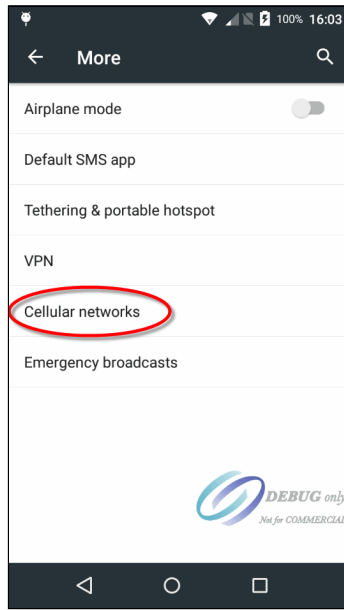 100% 16:03
More
Airplane mode
Default SMS app
Tethering & portable hotspot
VPN
Cellular networks
Emergency broadcasts
DEBUG only
Not for COMMERCIAL